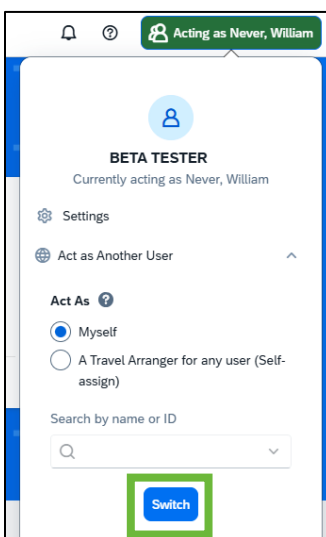 Acting as Never, William
BETA TESTER
Currently acting as Never, William
Settings
Act as Another User
Act As
Myself
A Travel Arranger for any user (Self-
assign)
Search by name or ID
Switch